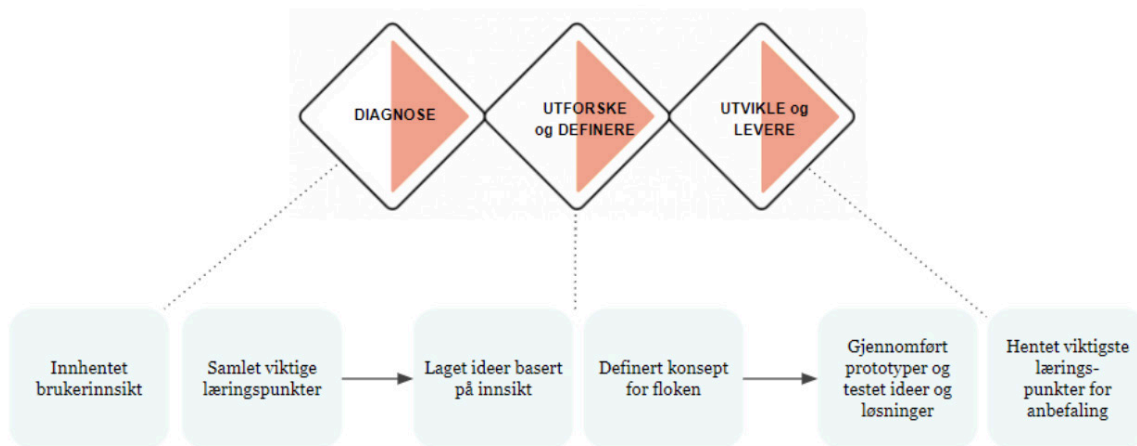 DIAGNOSE
UTFORSKE
og DEFINERE
UTVIKLE og
LEVERE
Innhentet
brukerinnsikt
Samlet viktige
læringspunkter
Laget ideer basert
på innsikt
Definert konsept
for floken
Gjennomført
prototyper og
testet ideer og
løsninger
Hentet viktigste
lærings-
punkter for
anbefaling